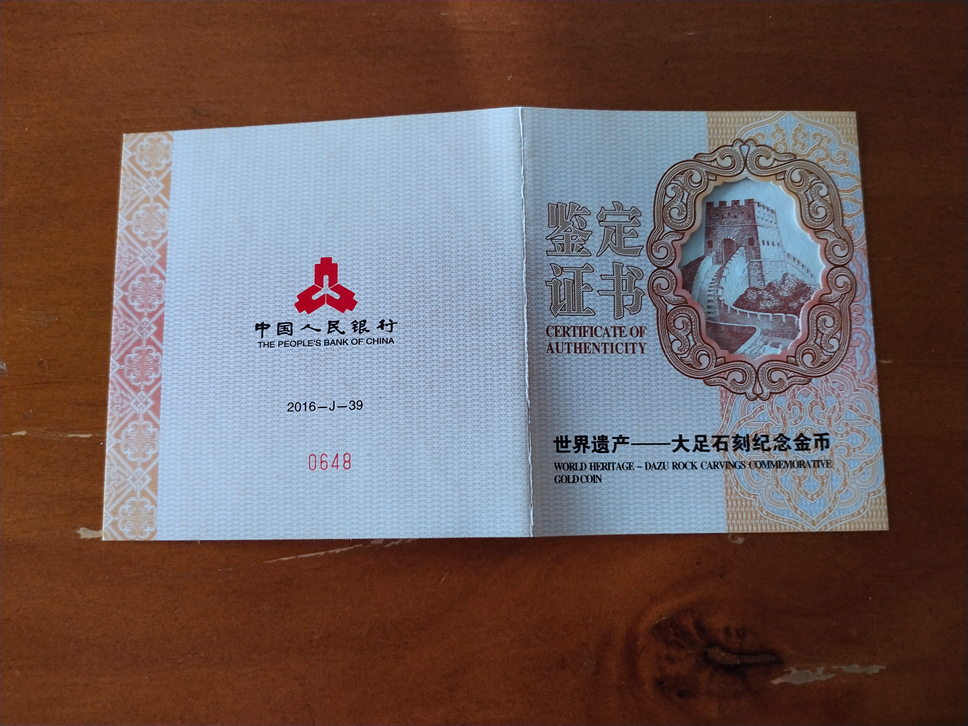 中国人民银行
THE PEOPLE'S BANK OF CHINA
2016-J-39
0648
鉴定
证书
CERTIFICATE OF
AUTHENTICITY
世界遗产——大足石刻纪念金币
WORLD HERITAGE - DAZU ROCK CARVINGS COMMEMORATIVE
GOLD COIN